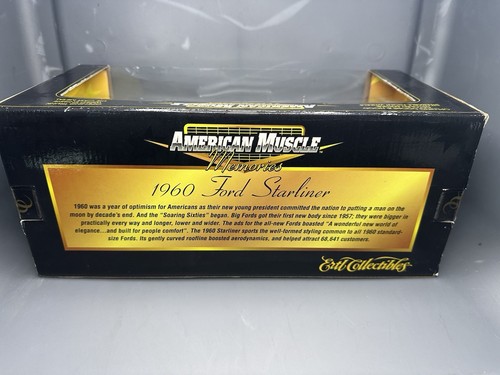 AMERICAN MUSCLE
Memories
1960 Ford Starliner
1960 was a year of optimism for Americans as their new young president committed the nation to putting a man on the
moon by decade's end. And the "Soaring Sixties" began. Big Fords got their first new body since 1957; they were bigger in
practically every way and longer, lower and wider. The ads for the all-new Fords boasted "A wonderful new world of
elegance...and built for people comfort". The 1960 Starliner sports the well-formed styling common to all 1960 standard-
size Fords. Its gently curved roofline boosted aerodynamics, and helped attract 68,641 customers.
Ertl Collectibles